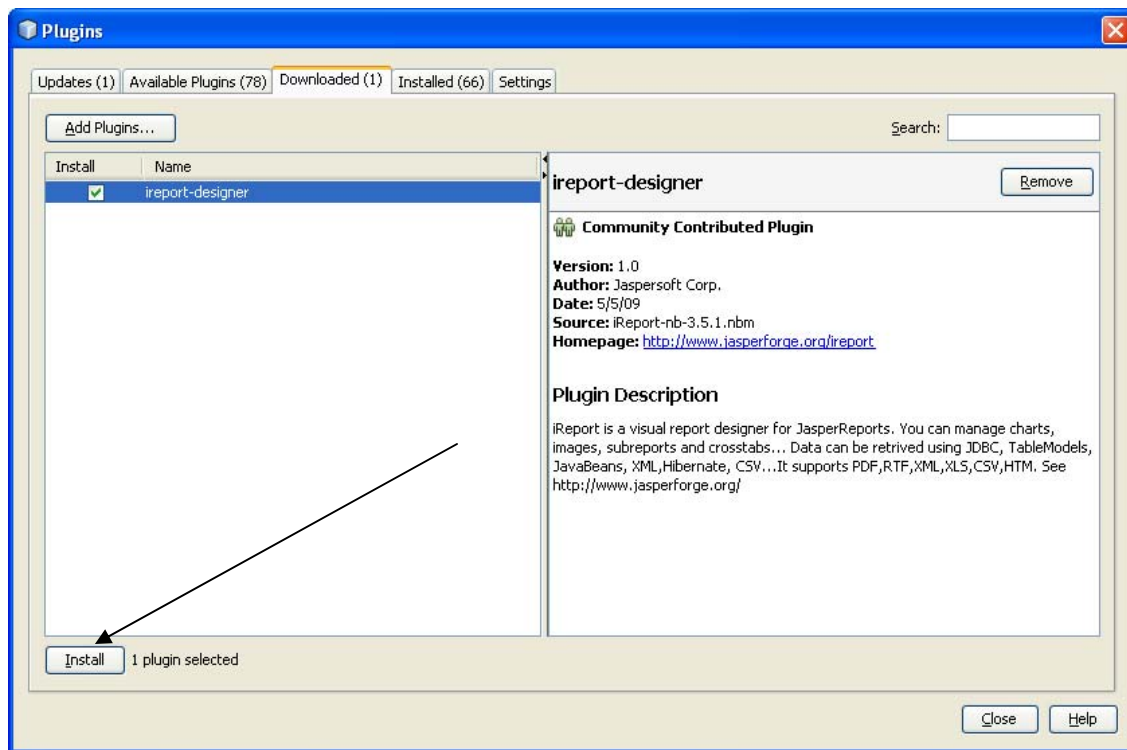 Plugins
Updates (1) Available Plugins (78) Downloaded (1) Installed (66) Settings
Add Plugins... Search:
Install Name
ireport-designer
ireport-designer Remove
Community Contributed Plugin
Version: 1.0
Author: Jaspersoft Corp.
Date: 5/5/09
Source: iReport-nb-3.5.1.nbm
Homepage: http://www.jasperforge.org/ireport
Plugin Description
iReport is a visual report designer for JasperReports. You can manage charts,
images, subreports and crosstabs... Data can be retrived using JDBC, TableModels,
JavaBeans, XML,Hibernate, CSV...It supports PDF,RTF,XML,XLS,CSV,HTM. See
http://www.jasperforge.org/
Install 1 plugin selected
Close Help